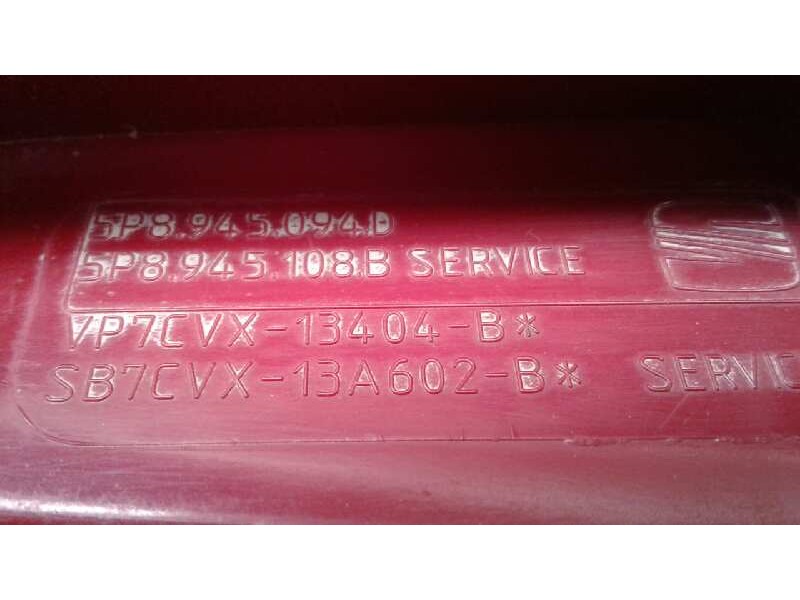 5P8.945.094.D
5P8.945.108.B SERVICE
VP7CVX-13404-B*
SB7CVX-13A602-B* SERVIC